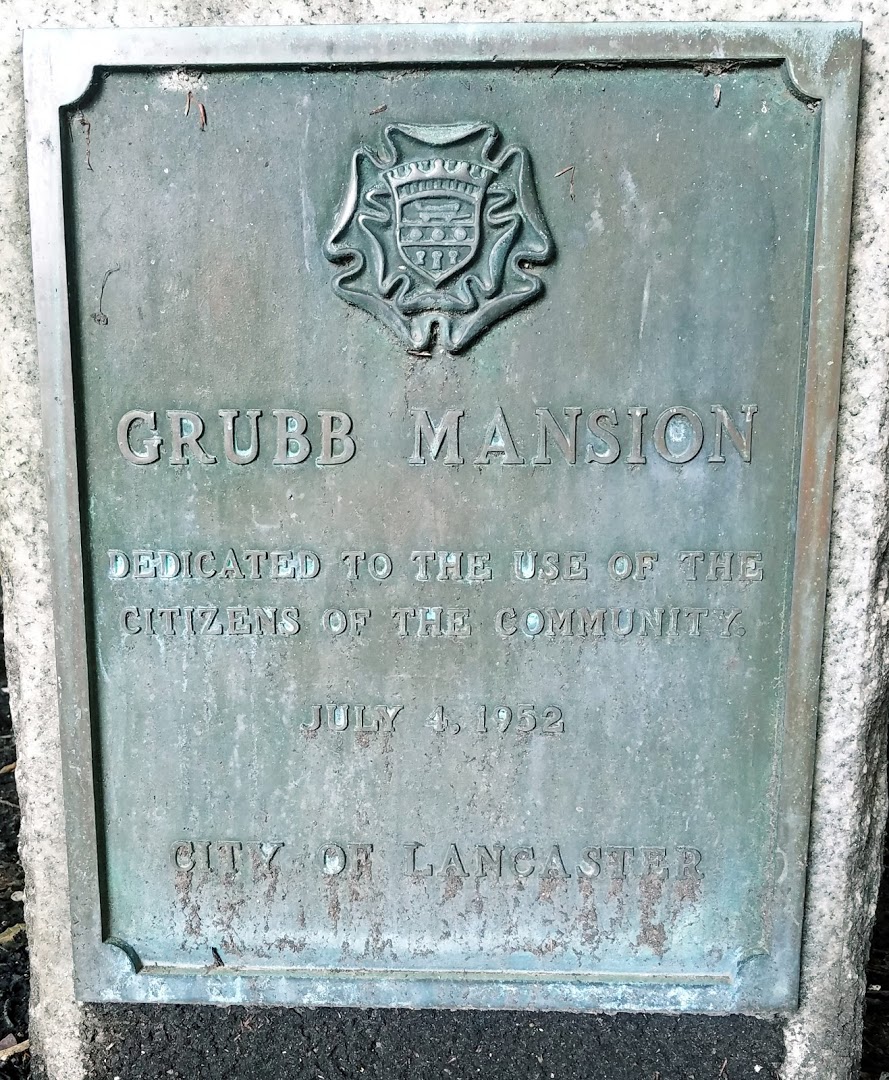 GRUBB MANSION
DEDICATED TO THE USE OF THE
CITIZENS OF THE COMMUNITY.
JULY 4, 1952
CITY OF LANCASTER